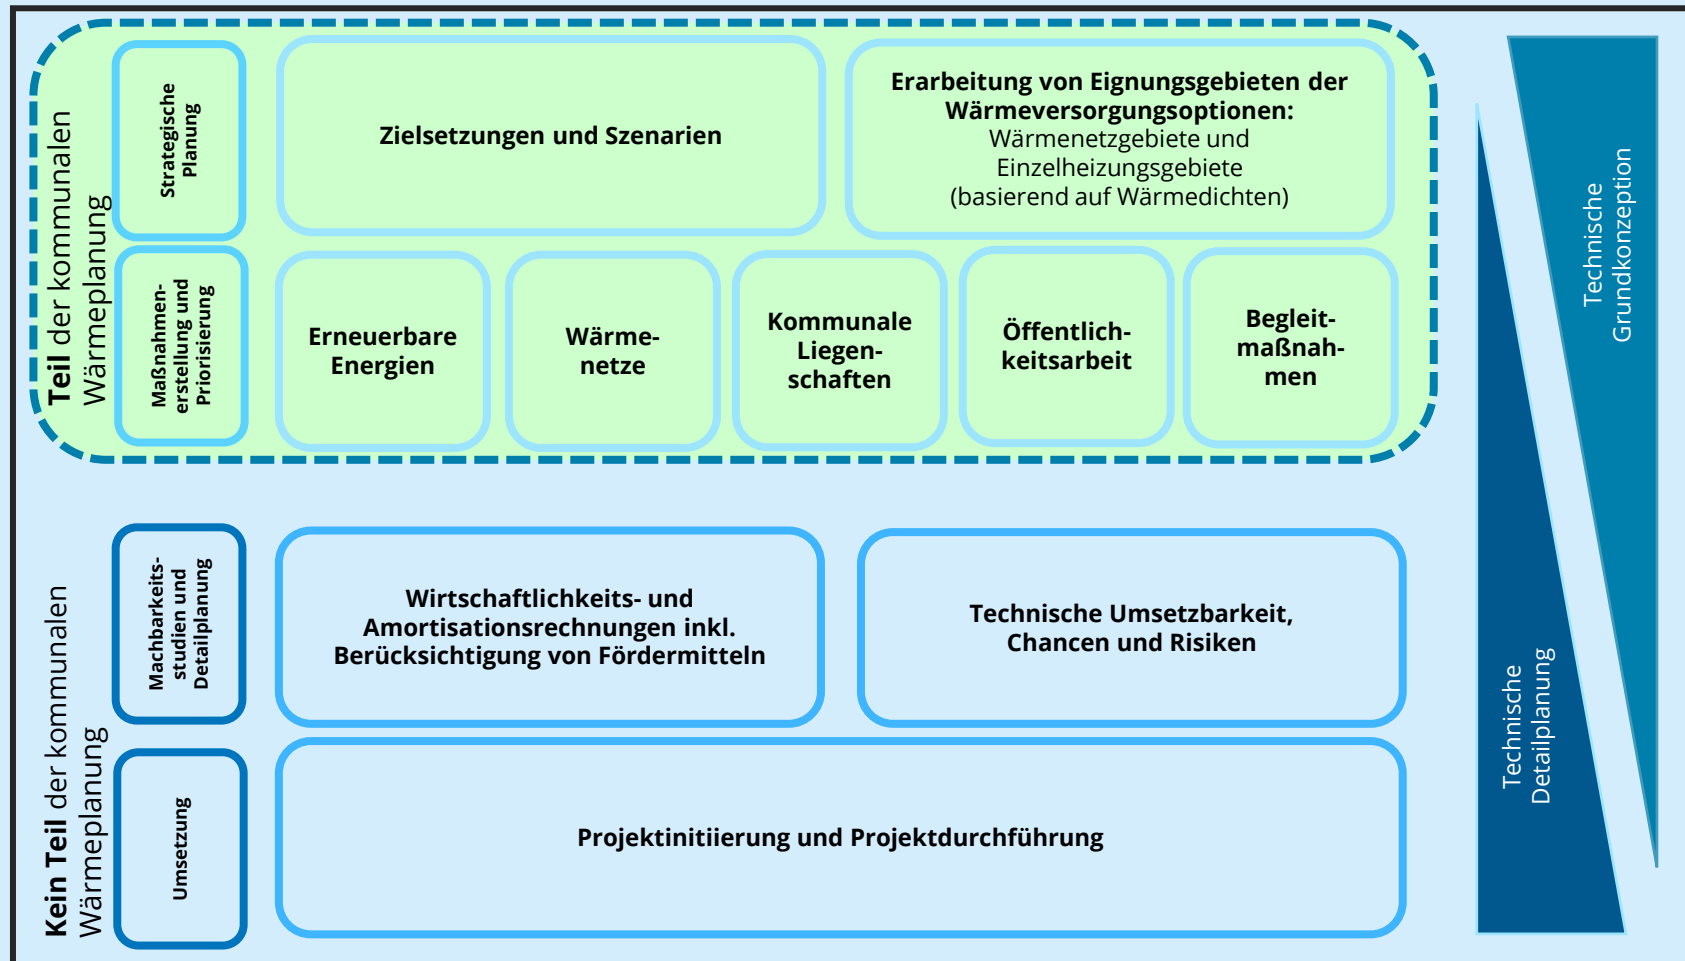 Teil der kommunalen
Wärmeplanung
Strategische
Planung
Zielsetzungen und Szenarien
Erarbeitung von Eignungsgebieten der
Wärmeversorgungsoptionen:
Wärmenetzgebiete und
Einzelheizungsgebiete
(basierend auf Wärmedichten)
Maßnahmen-
erstellung und
Priorisierung
Erneuerbare
Energien
Wärme-
netze
Kommunale
Liegen-
schaften
Öffentlich-
keitsarbeit
Begleit-
maßnah-
men
Kein Teil der kommunalen
Wärmeplanung
Machbarkeits-
studien und
Detailplanung
Wirtschaftlichkeits- und
Amortisationsrechnungen inkl.
Berücksichtigung von Fördermitteln
Technische Umsetzbarkeit,
Chancen und Risiken
Umsetzung
Projektinitiierung und Projektdurchführung
Technische
Detailplanung
Technische
Grundkonzeption